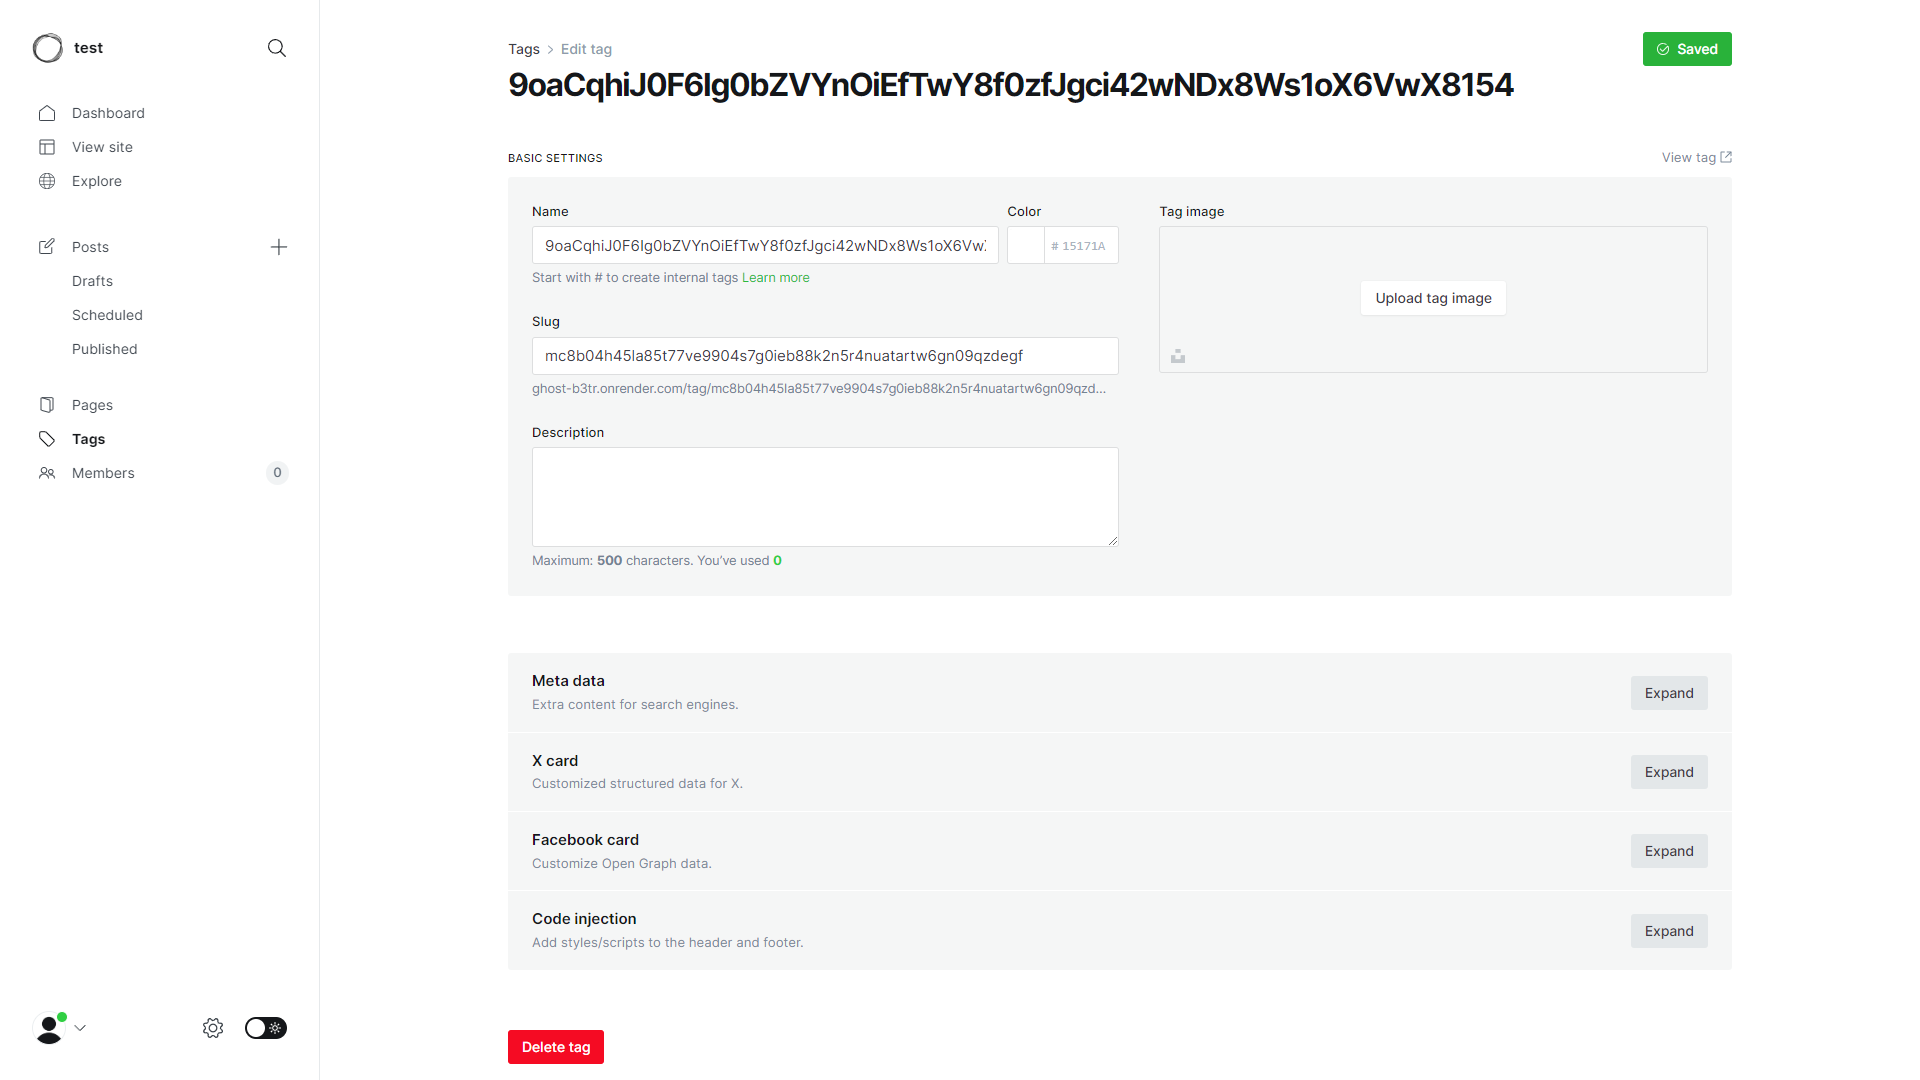 test
Dashboard
View site
Explore
Posts
Drafts
Scheduled
Published
Pages
Tags
Members
0
Tags > Edit tag
Saved
9oaCqhiJ0F6Ig0bZVYnOiEfTwY8f0zfJgci42wNDx8Ws1oX6VwX8154
BASIC SETTINGS
View tag
Name
Color
Tag image
9oaCqhiJ0F6Ig0bZVYnOiEfTwY8f0zfJgci42wNDx8Ws1oX6VwX
# 15171A
Start with # to create internal tags Learn more
Upload tag image
Slug
mc8b04h45la85t77ve9904s7g0ieb88k2n5r4nuatartw6gn09qzdegf
ghost-b3tr.onrender.com/tag/mc8b04h45la85t77ve9904s7g0ieb88k2n5r4nuatartw6gn09qzd...
Description
Maximum: 500 characters. You've used 0
Meta data
Extra content for search engines.
Expand
X card
Customized structured data for X.
Expand
Facebook card
Customize Open Graph data.
Expand
Code injection
Add styles/scripts to the header and footer.
Expand
Delete tag